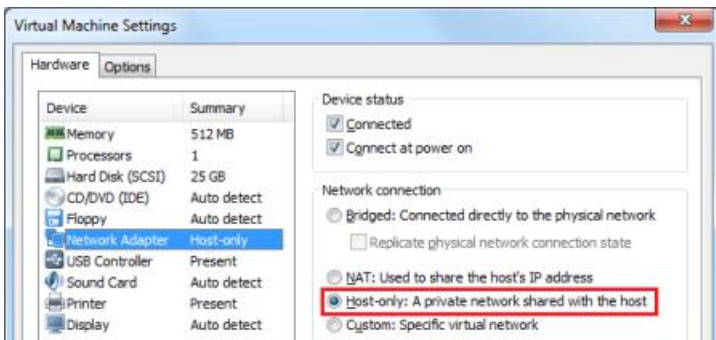 Virtual Machine Settings
Hardware Options
Device Summary
Memory 512 MB
Processors 1
Hard Disk (SCSI) 25 GB
CD/DVD (IDE) Auto detect
Floppy Auto detect
Network Adapter Host-only
USB Controller Present
Sound Card Auto detect
Printer Present
Display Auto detect
Device status
Connected
Connect at power on
Network connection
Bridged: Connected directly to the physical network
Replicate physical network connection state
NAT: Used to share the host's IP address
Host-only: A private network shared with the host
Custom: Specific virtual network